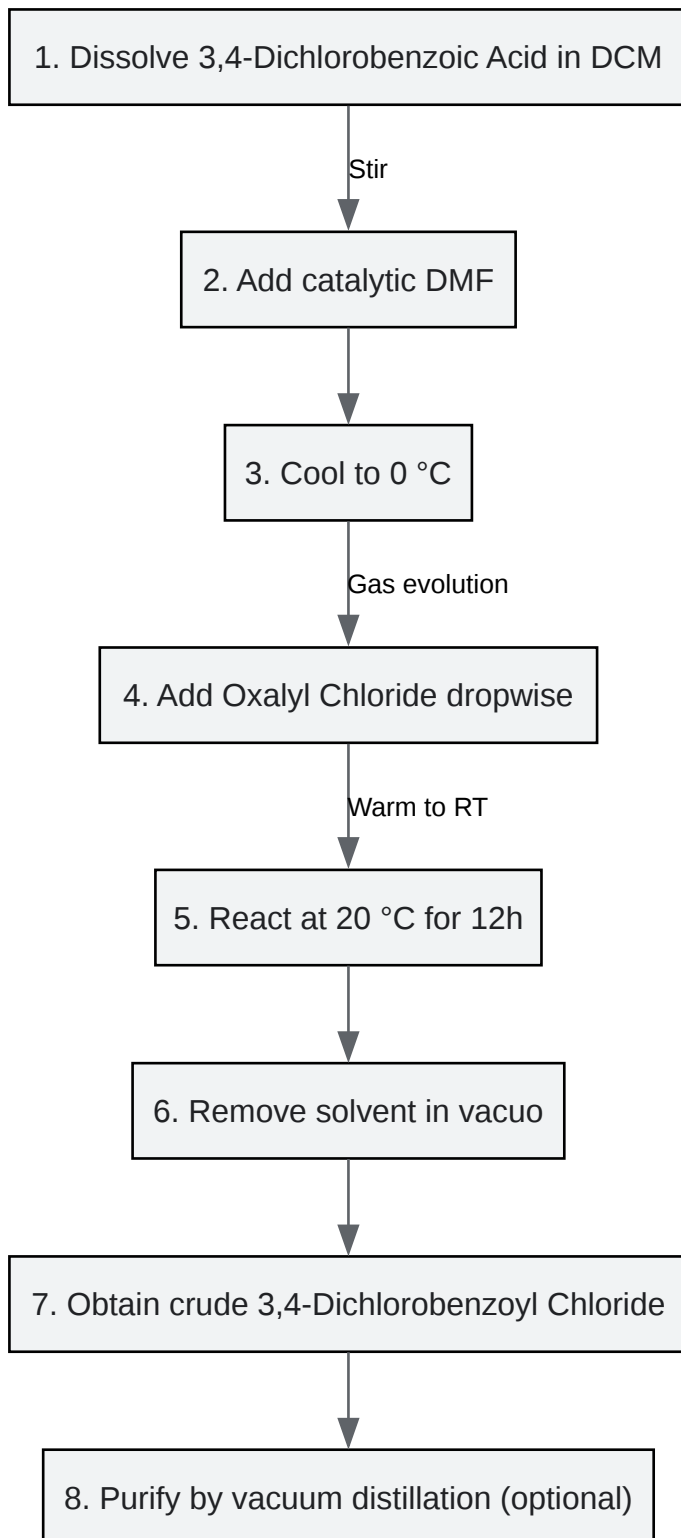 1. Dissolve 3,4-Dichlorobenzoic Acid in DCM
Stir
2. Add catalytic DMF
3. Cool to 0 °C
Gas evolution
4. Add Oxalyl Chloride dropwise
Warm to RT
5. React at 20 °C for 12h
6. Remove solvent in vacuo
7. Obtain crude 3,4-Dichlorobenzoyl Chloride
8. Purify by vacuum distillation (optional)